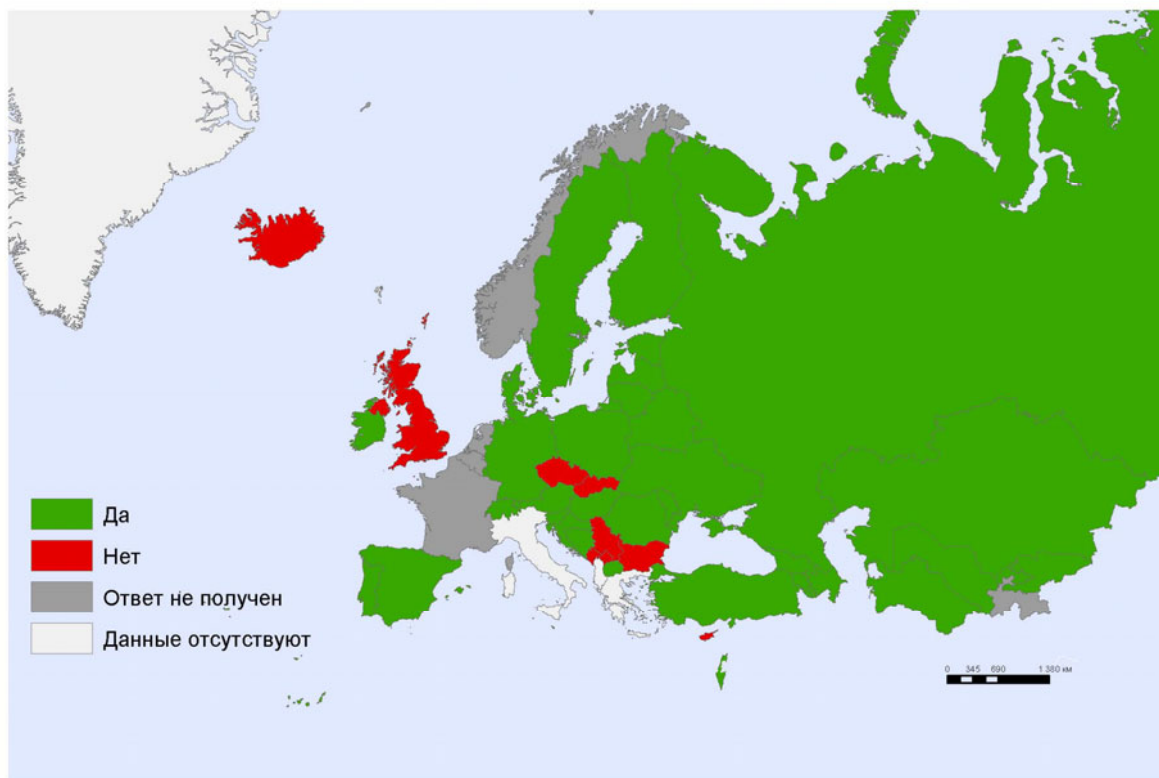 Да
Нет
Ответ не получен
Данные отсутствуют
0 345 690 1 380 км